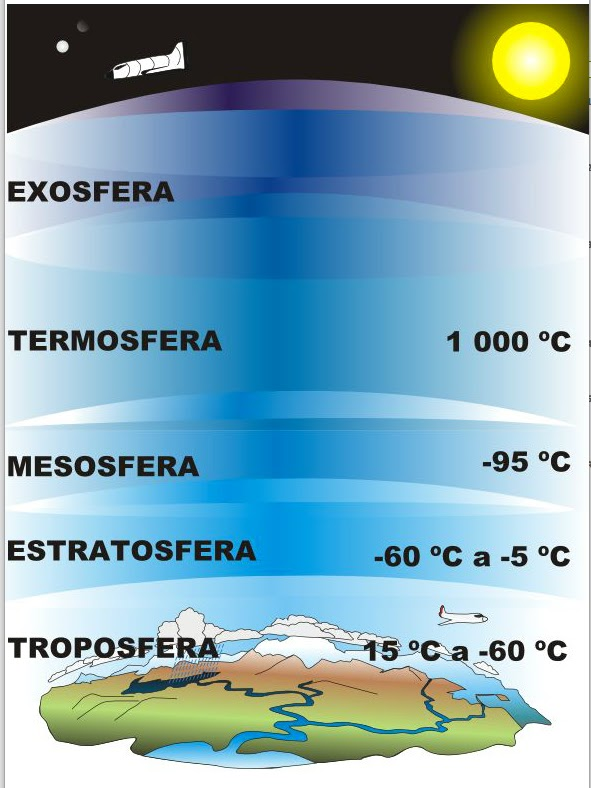 EXOSFERA
TERMOSFERA 1 000 ºC
MESOSFERA -95 ºC
ESTRATOSFERA -60 ºC a -5 ºC
TROPOSFERA 15 ºC a -60 ºC